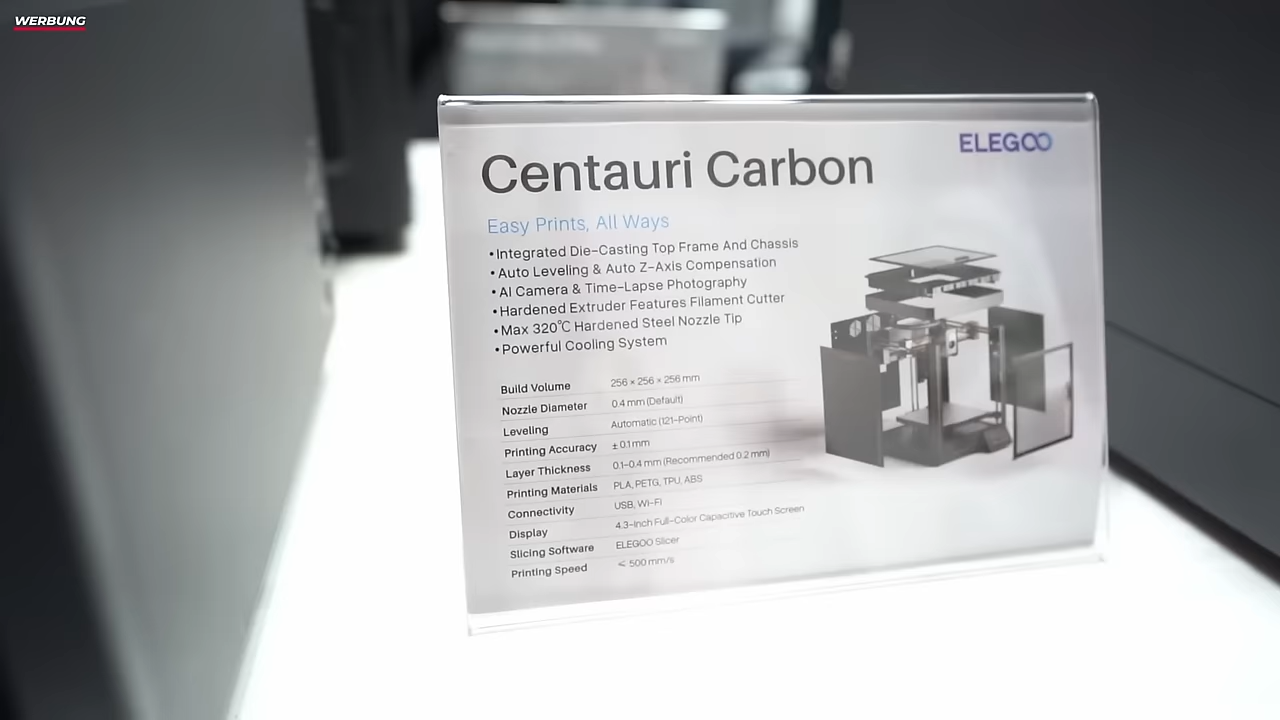 WERBUNG
ELEGOO
Centauri Carbon
Easy Prints, All Ways
•Integrated Die-Casting Top Frame And Chassis
•Auto Leveling & Auto Z-Axis Compensation
•AI Camera & Time-Lapse Photography
•Hardened Extruder Features Filament Cutter
•Max 320℃ Hardened Steel Nozzle Tip
•Powerful Cooling System
Build Volume 256 × 256 × 256 mm
Nozzle Diameter 0.4 mm (Default)
Leveling Automatic (121-Point)
Printing Accuracy ± 0.1 mm
Layer Thickness 0.1-0.4 mm (Recommended 0.2 mm)
Printing Materials PLA, PETG, TPU, ABS
Connectivity USB, Wi-Fi
Display 4.3-Inch Full-Color Capacitive Touch Screen
Slicing Software ELEGOO Slicer
Printing Speed ≤ 500 mm/s